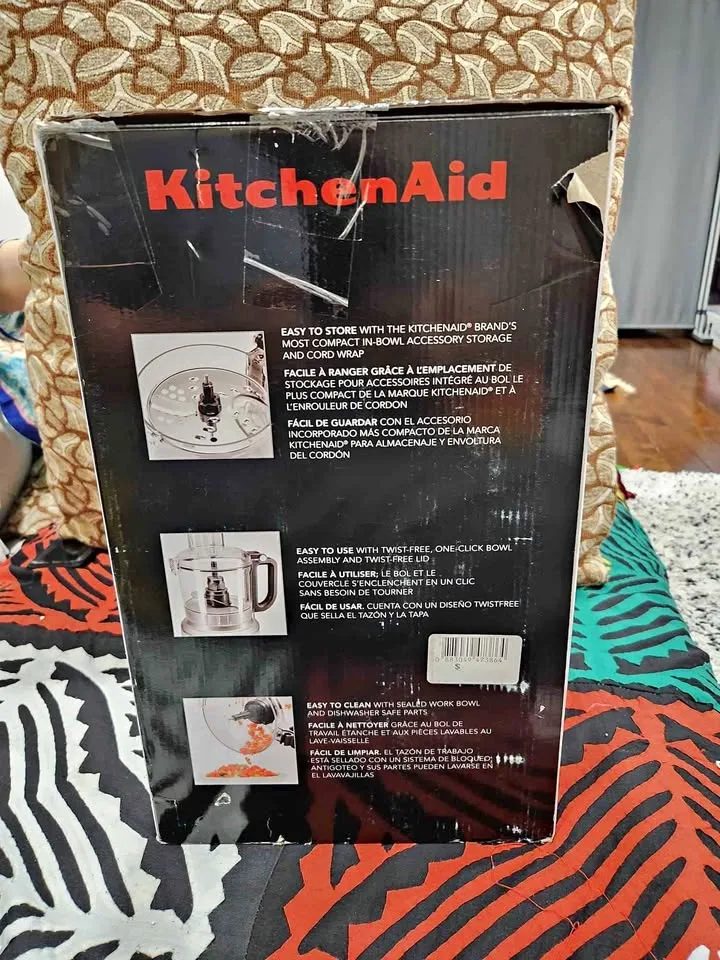 KitchenAid
EASY TO STORE WITH THE KITCHENAID® BRAND'S
MOST COMPACT IN-BOWL ACCESSORY STORAGE
AND CORD WRAP
FACILE À RANGER GRÂCE À L'EMPLACEMENT DE
STOCKAGE POUR ACCESSOIRES INTÉGRÉ AU BOL LE
PLUS COMPACT DE LA MARQUE KITCHENAID® ET À
L'ENROULEUR DE CORDON
FÁCIL DE GUARDAR CON EL ACCESORIO
INCORPORADO MÁS COMPACTO DE LA MARCA
KITCHENAID® PARA ALMACENAJE Y ENVOLTURA
DEL CORDÓN
EASY TO USE WITH TWIST-FREE, ONE-CLICK BOWL
ASSEMBLY AND TWIST-FREE LID
FACILE À UTILISER; LE BOL ET LE
COUVERCLE S'ENCLENCHENT EN UN CLIC
SANS BESOIN DE TOURNER
FÁCIL DE USAR. CUENTA CON UN DISEÑO TWISTFREE
QUE SELLA EL TAZÓN Y LA TAPA
0 883049 493864
S
EASY TO CLEAN WITH SEALED WORK BOWL
AND DISHWASHER SAFE PARTS
FACILE À NETTOYER GRÂCE AU BOL DE
TRAVAIL ÉTANCHE ET AUX PIÈCES LAVABLES AU
LAVE-VAISSELLE
FÁCIL DE LIMPIAR. EL TAZÓN DE TRABAJO
ESTÁ SELLADO CON UN SISTEMA DE BLOQUEO
ANTIGOTEO Y SUS PARTES PUEDEN LAVARSE EN
EL LAVAVAJILLAS